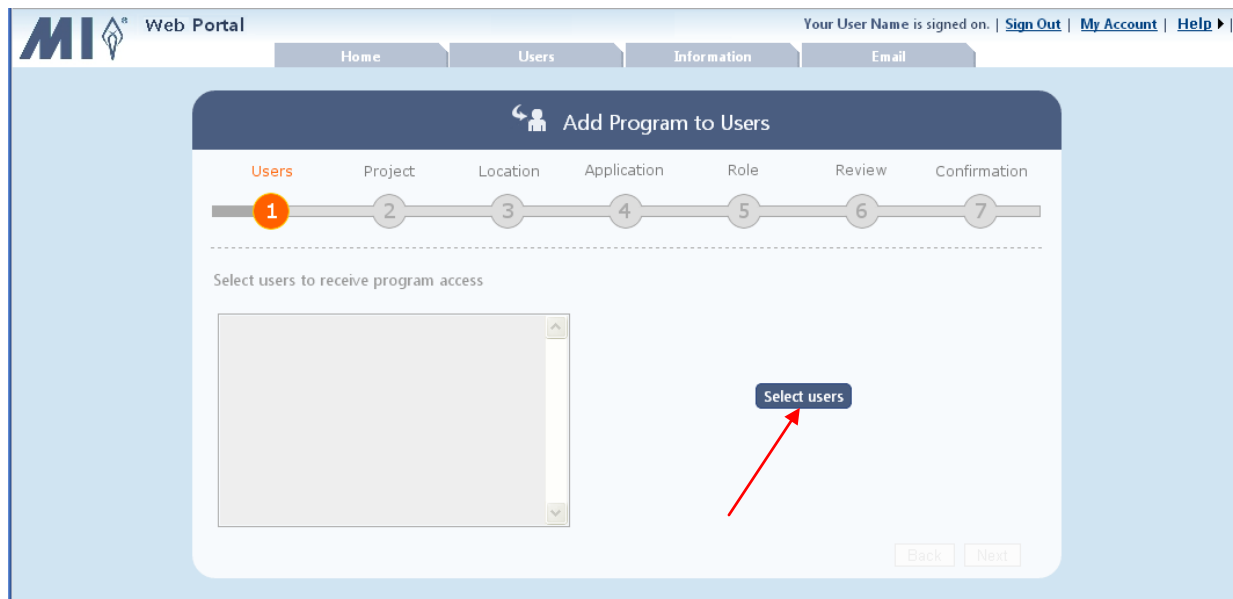 MI® Web Portal
Your User Name is signed on. | Sign Out | My Account | Help |
Home Users Information Email
Add Program to Users
Users Project Location Application Role Review Confirmation
1 2 3 4 5 6 7
Select users to receive program access
Select users
Back Next